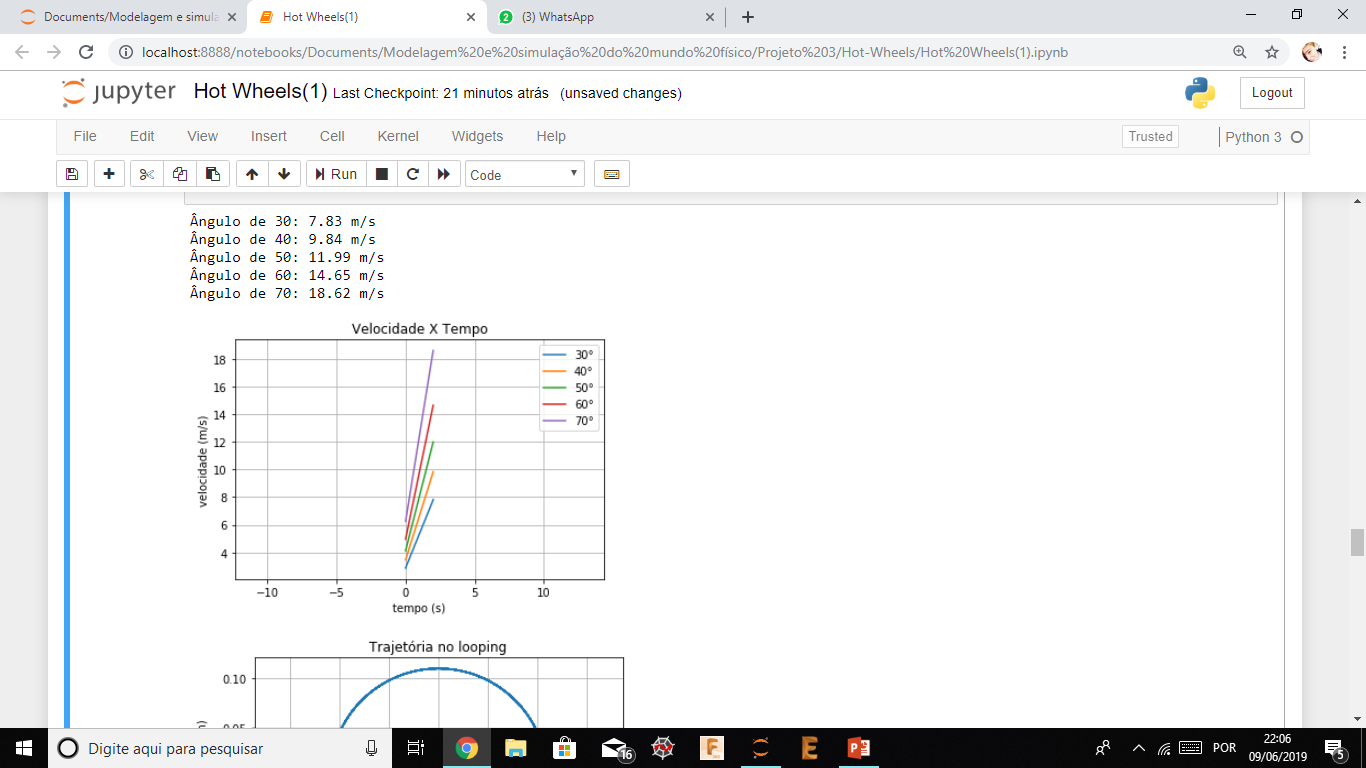 Documents/Modelagem e simula
Hot Wheels(1)
(3) WhatsApp
localhost:8888/notebooks/Documents/Modelagem%20e%20simulação%20do%20mundo%20físico/Projeto%203/Hot-Wheels/Hot%20Wheels(1).ipynb
jupyter Hot Wheels(1) Last Checkpoint: 21 minutos atrás (unsaved changes)
Logout
File Edit View Insert Cell Kernel Widgets Help
Trusted
Python 3
Run
Code
Ângulo de 30: 7.83 m/s
Ângulo de 40: 9.84 m/s
Ângulo de 50: 11.99 m/s
Ângulo de 60: 14.65 m/s
Ângulo de 70: 18.62 m/s
Velocidade X Tempo
30°
40°
50°
60°
70°
18
16
14
12
10
8
6
4
velocidade (m/s)
−10 −5 0 5 10
tempo (s)
Trajetória no looping
0.10
0.05
Digite aqui para pesquisar
16
POR
22:06
09/06/2019
5